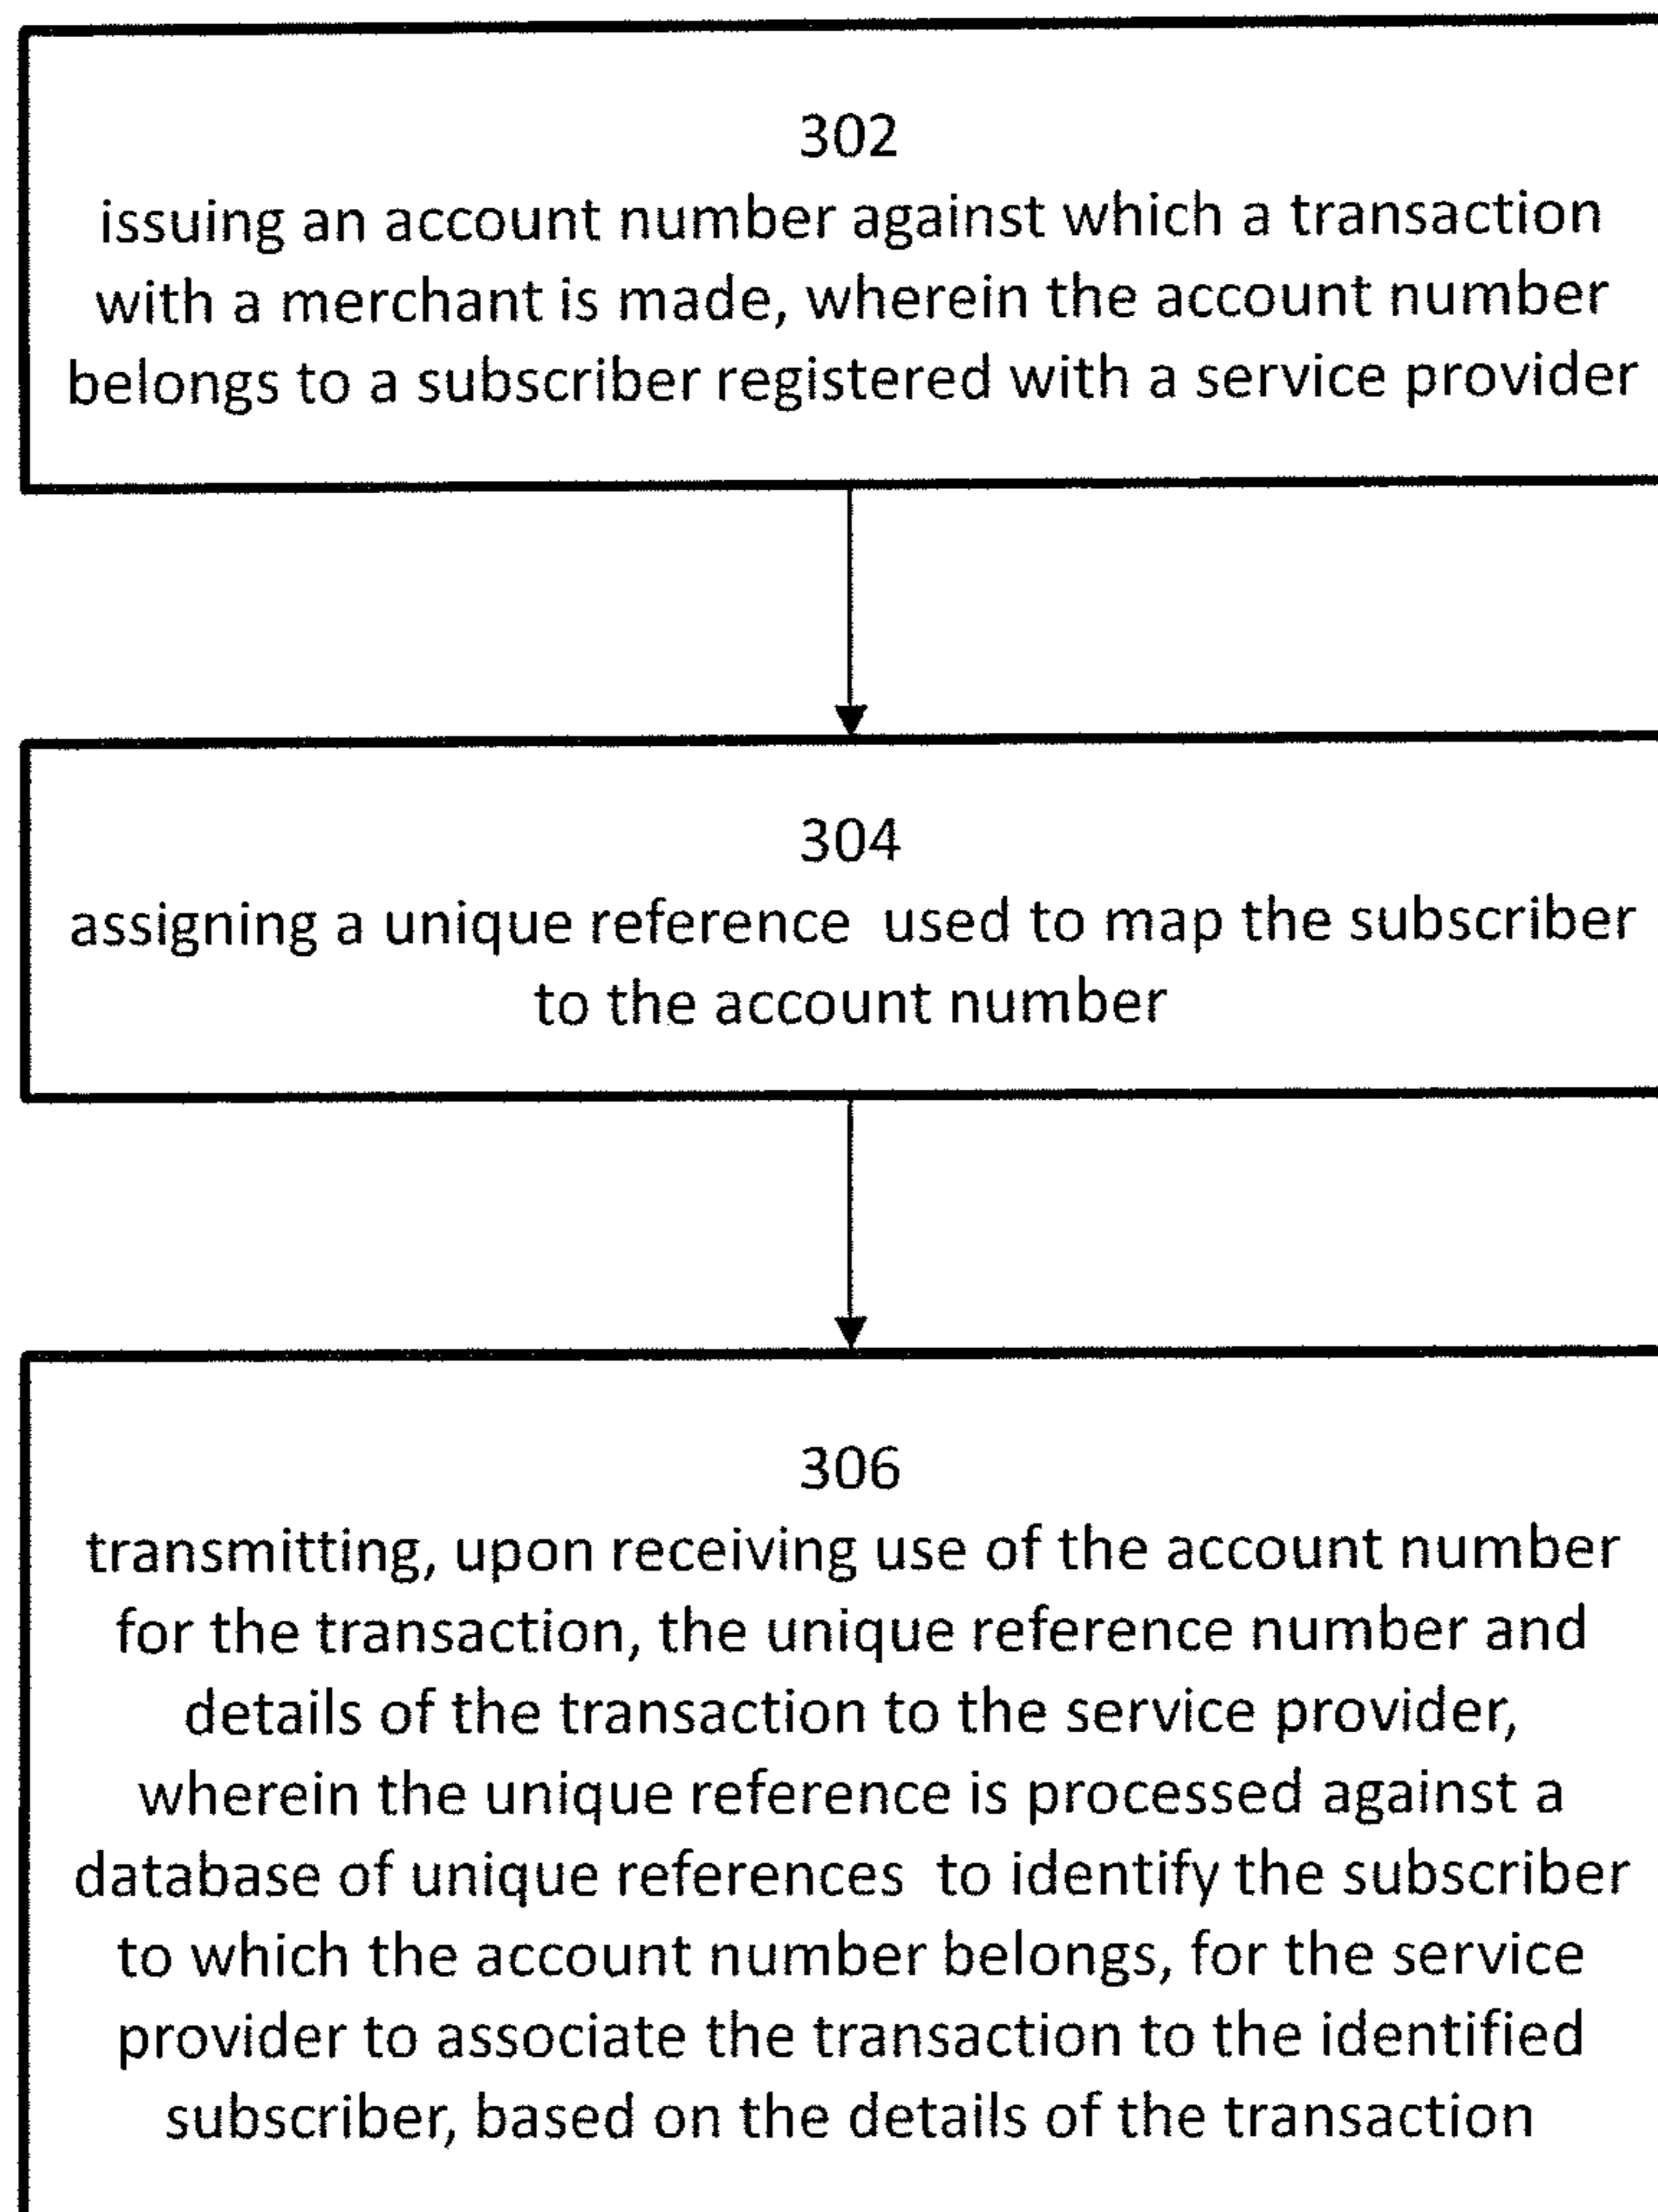 302
issuing an account number against which a transaction
with a merchant is made, wherein the account number
belongs to a subscriber registered with a service provider
304
assigning a unique reference used to map the subscriber
to the account number
306
transmitting, upon receiving use of the account number
for the transaction, the unique reference number and
details of the transaction to the service provider,
wherein the unique reference is processed against a
database of unique references to identify the subscriber
to which the account number belongs, for the service
provider to associate the transaction to the identified
subscriber, based on the details of the transaction